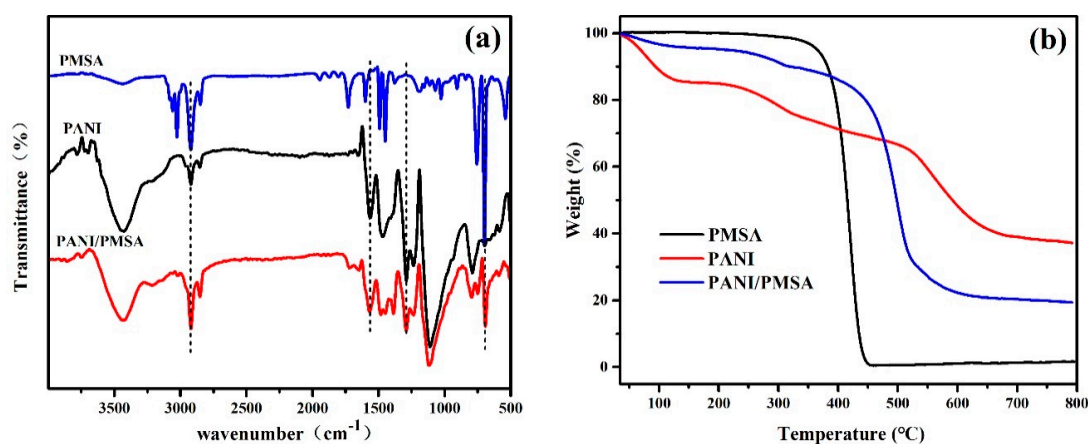 (a)
PMSA
PANI
PANI/PMSA
Transmittance（%）
3500 3000 2500 2000 1500 1000 500
wavenumber（cm-1）
(b)
100
80
60
40
20
0
Weight (%)
PMSA
PANI
PANI/PMSA
100 200 300 400 500 600 700 800
Temperature (℃)